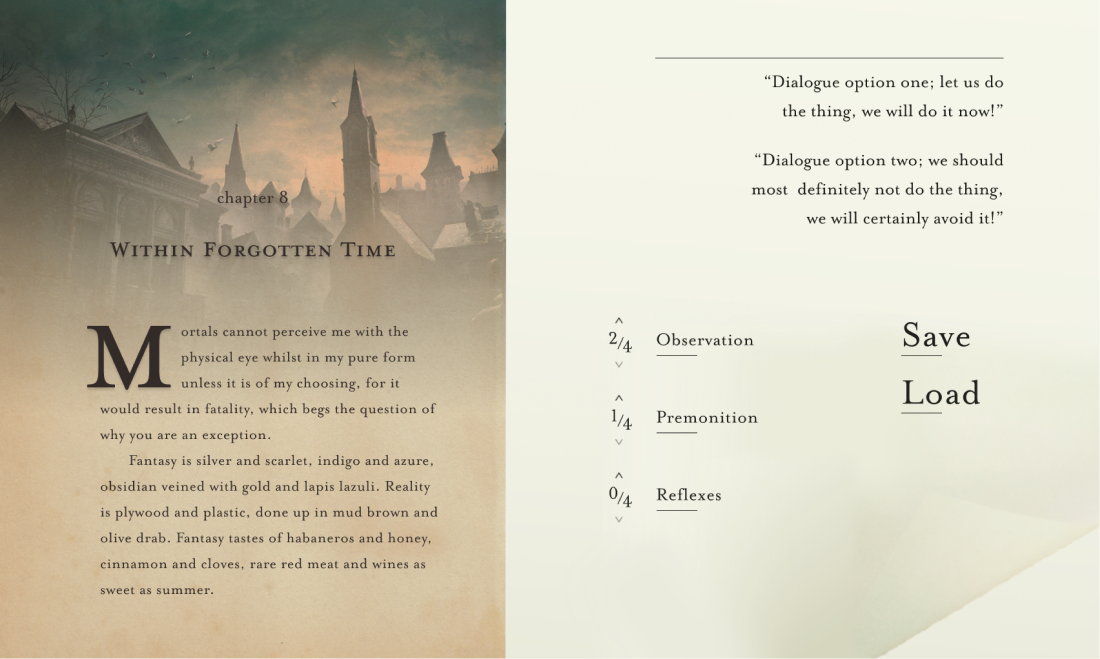 chapter 8
Within Forgotten Time
Mortals cannot perceive me with the
physical eye whilst in my pure form
unless it is of my choosing, for it
would result in fatality, which begs the question of
why you are an exception.
Fantasy is silver and scarlet, indigo and azure,
obsidian veined with gold and lapis lazuli. Reality
is plywood and plastic, done up in mud brown and
olive drab. Fantasy tastes of habaneros and honey,
cinnamon and cloves, rare red meat and wines as
sweet as summer.
“Dialogue option one; let us do
the thing, we will do it now!”
“Dialogue option two; we should
most definitely not do the thing,
we will certainly avoid it!”
2/4 Observation
1/4 Premonition
0/4 Reflexes
Save
Load